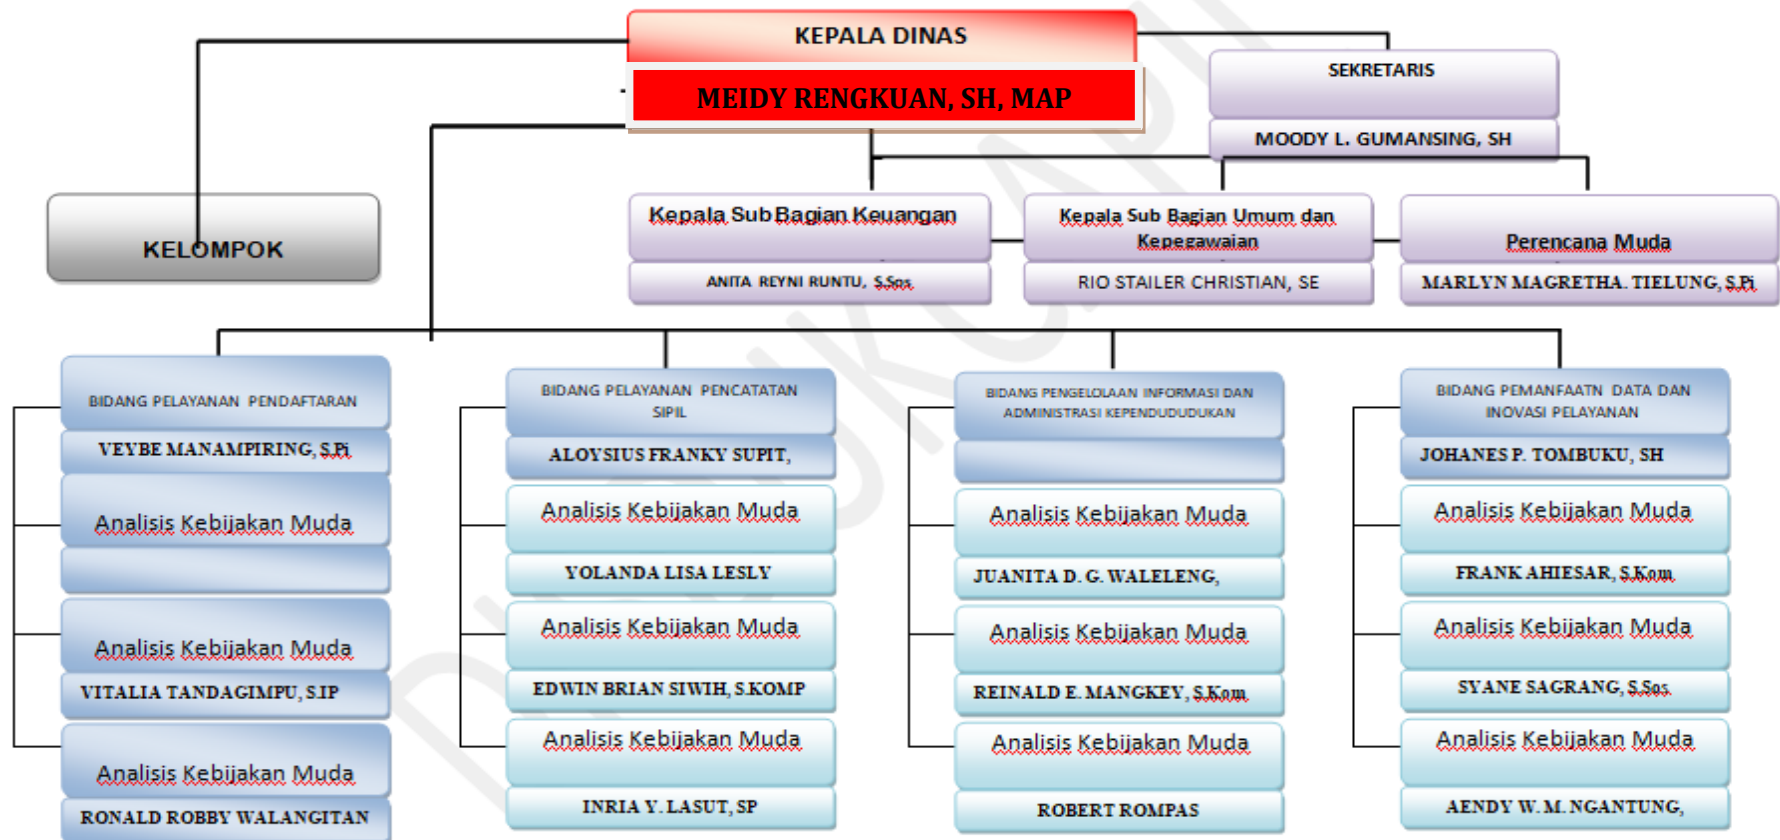 KEPALA DINAS
MEIDY RENGKUAN, SH, MAP
SEKRETARIS
MOODY L. GUMANSING, SH
KELOMPOK
Kepala Sub Bagian Keuangan
ANITA REYNI RUNTU, S.Sos
Kepala Sub Bagian Umum dan
Kepegawaian
RIO STAILER CHRISTIAN, SE
Perencana Muda
MARLYN MAGRETHA. TIELUNG, S.Pi
BIDANG PELAYANAN PENDAFTARAN
VEYBE MANAMPIRING, S.Pi
Analisis Kebijakan Muda
Analisis Kebijakan Muda
VITALIA TANDAGIMPU, S.IP
Analisis Kebijakan Muda
RONALD ROBBY WALANGITAN
BIDANG PELAYANAN PENCATATAN
SIPIL
ALOYSIUS FRANKY SUPIT,
Analisis Kebijakan Muda
YOLANDA LISA LESLY
Analisis Kebijakan Muda
EDWIN BRIAN SIWIH, S.KOMP
Analisis Kebijakan Muda
INRIA Y. LASUT, SP
BIDANG PENGELOLAAN INFORMASI DAN
ADMINISTRASI KEPENDUDUDUKAN
Analisis Kebijakan Muda
JUANITA D. G. WALELENG,
Analisis Kebijakan Muda
REINALD E. MANGKEY, S.Kom
Analisis Kebijakan Muda
ROBERT ROMPAS
BIDANG PEMANFAATN DATA DAN
INOVASI PELAYANAN
JOHANES P. TOMBUKU, SH
Analisis Kebijakan Muda
FRANK AHIESAR, S.Kom
Analisis Kebijakan Muda
SYANE SAGRANG, S.Sos
Analisis Kebijakan Muda
AENDY W. M. NGANTUNG,